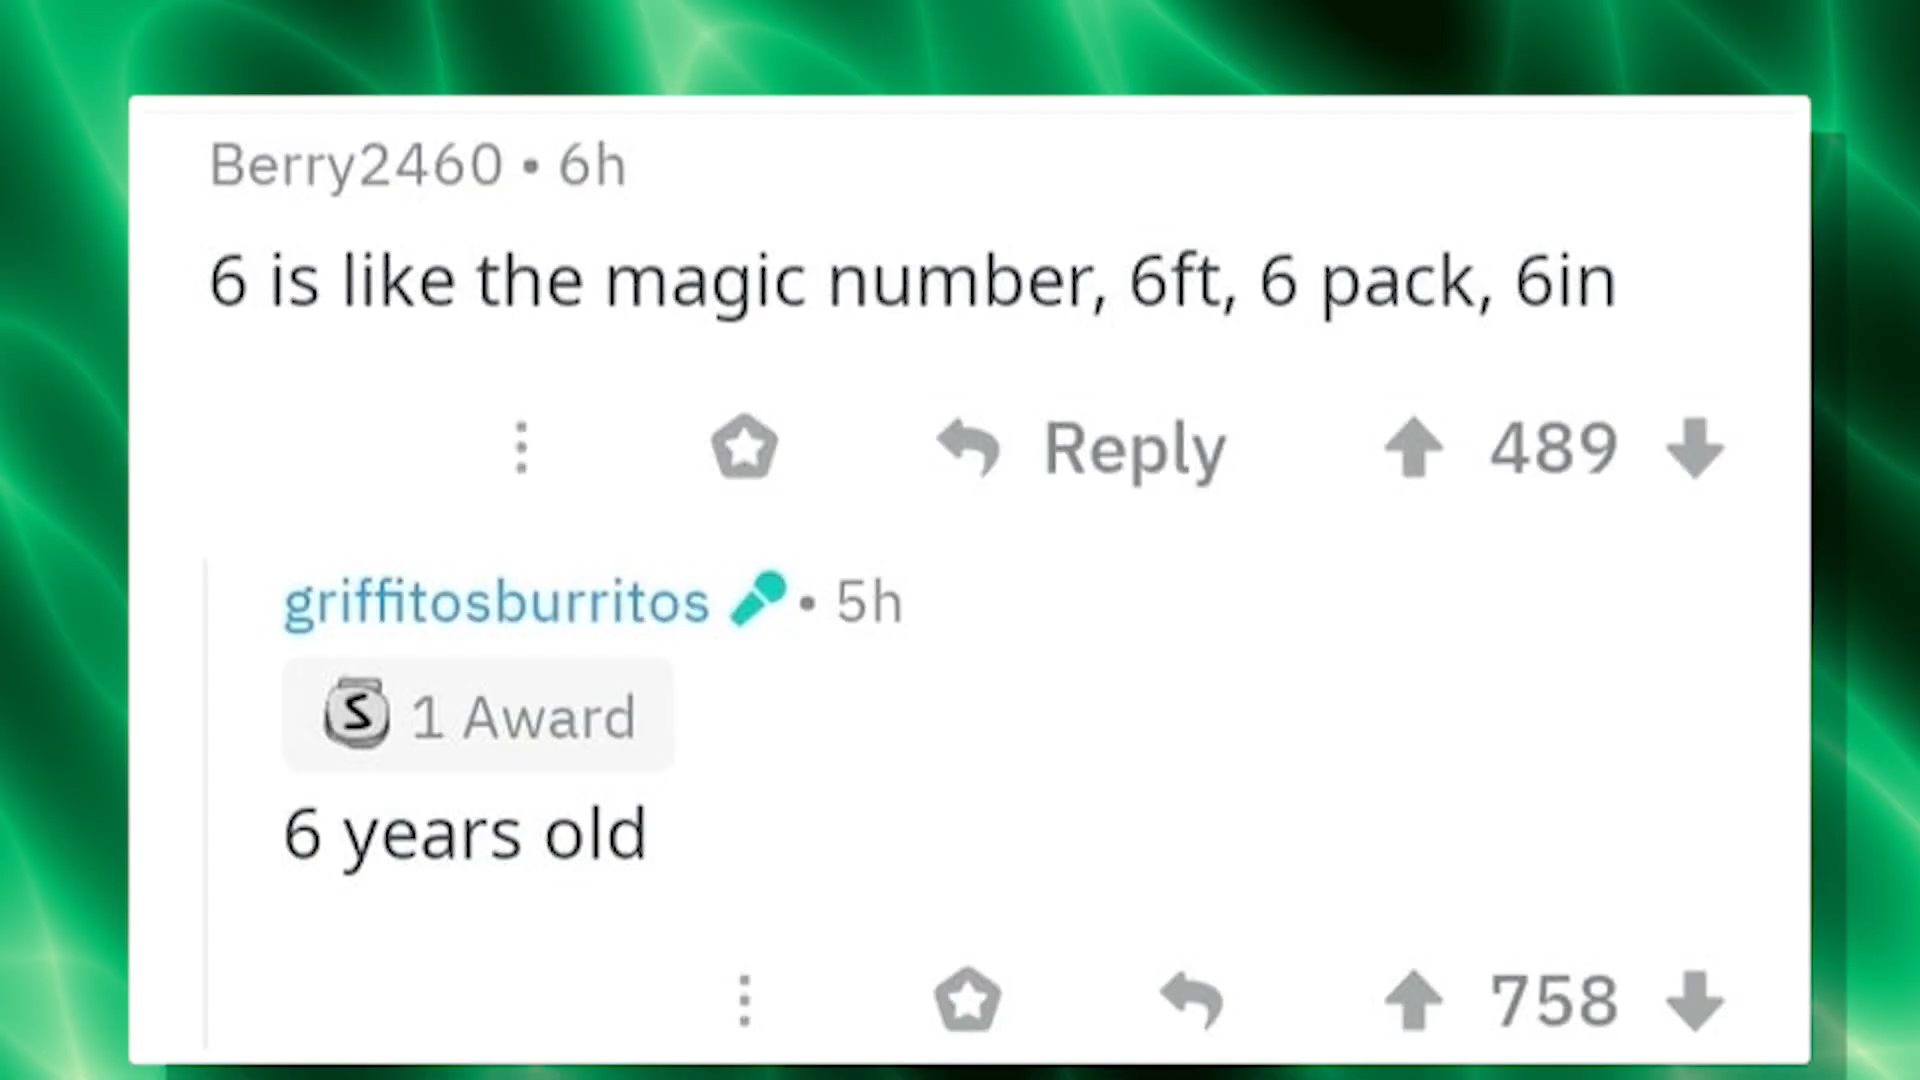 Berry2460 • 6h
6 is like the magic number, 6ft, 6 pack, 6in
Reply 489
griffitosburritos • 5h
S 1 Award
6 years old
758